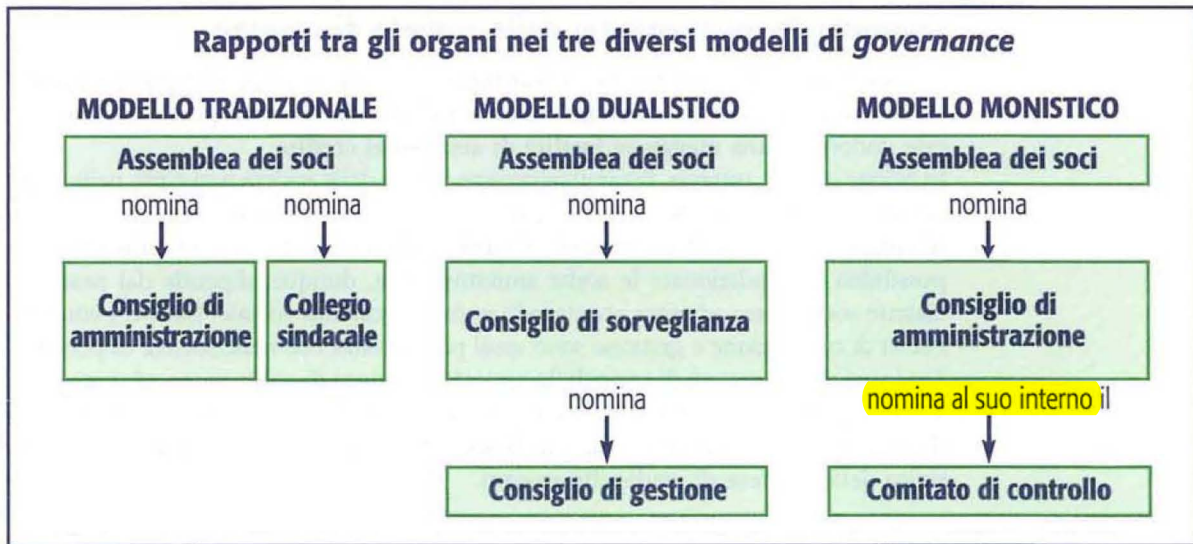 Rapporti tra gli organi nei tre diversi modelli di governance
MODELLO TRADIZIONALE
Assemblea dei soci
nomina
nomina
Consiglio di
amministrazione
Collegio
sindacale
MODELLO DUALISTICO
Assemblea dei soci
nomina
Consiglio di sorveglianza
nomina
Consiglio di gestione
MODELLO MONISTICO
Assemblea dei soci
nomina
Consiglio di
amministrazione
nomina al suo interno il
Comitato di controllo